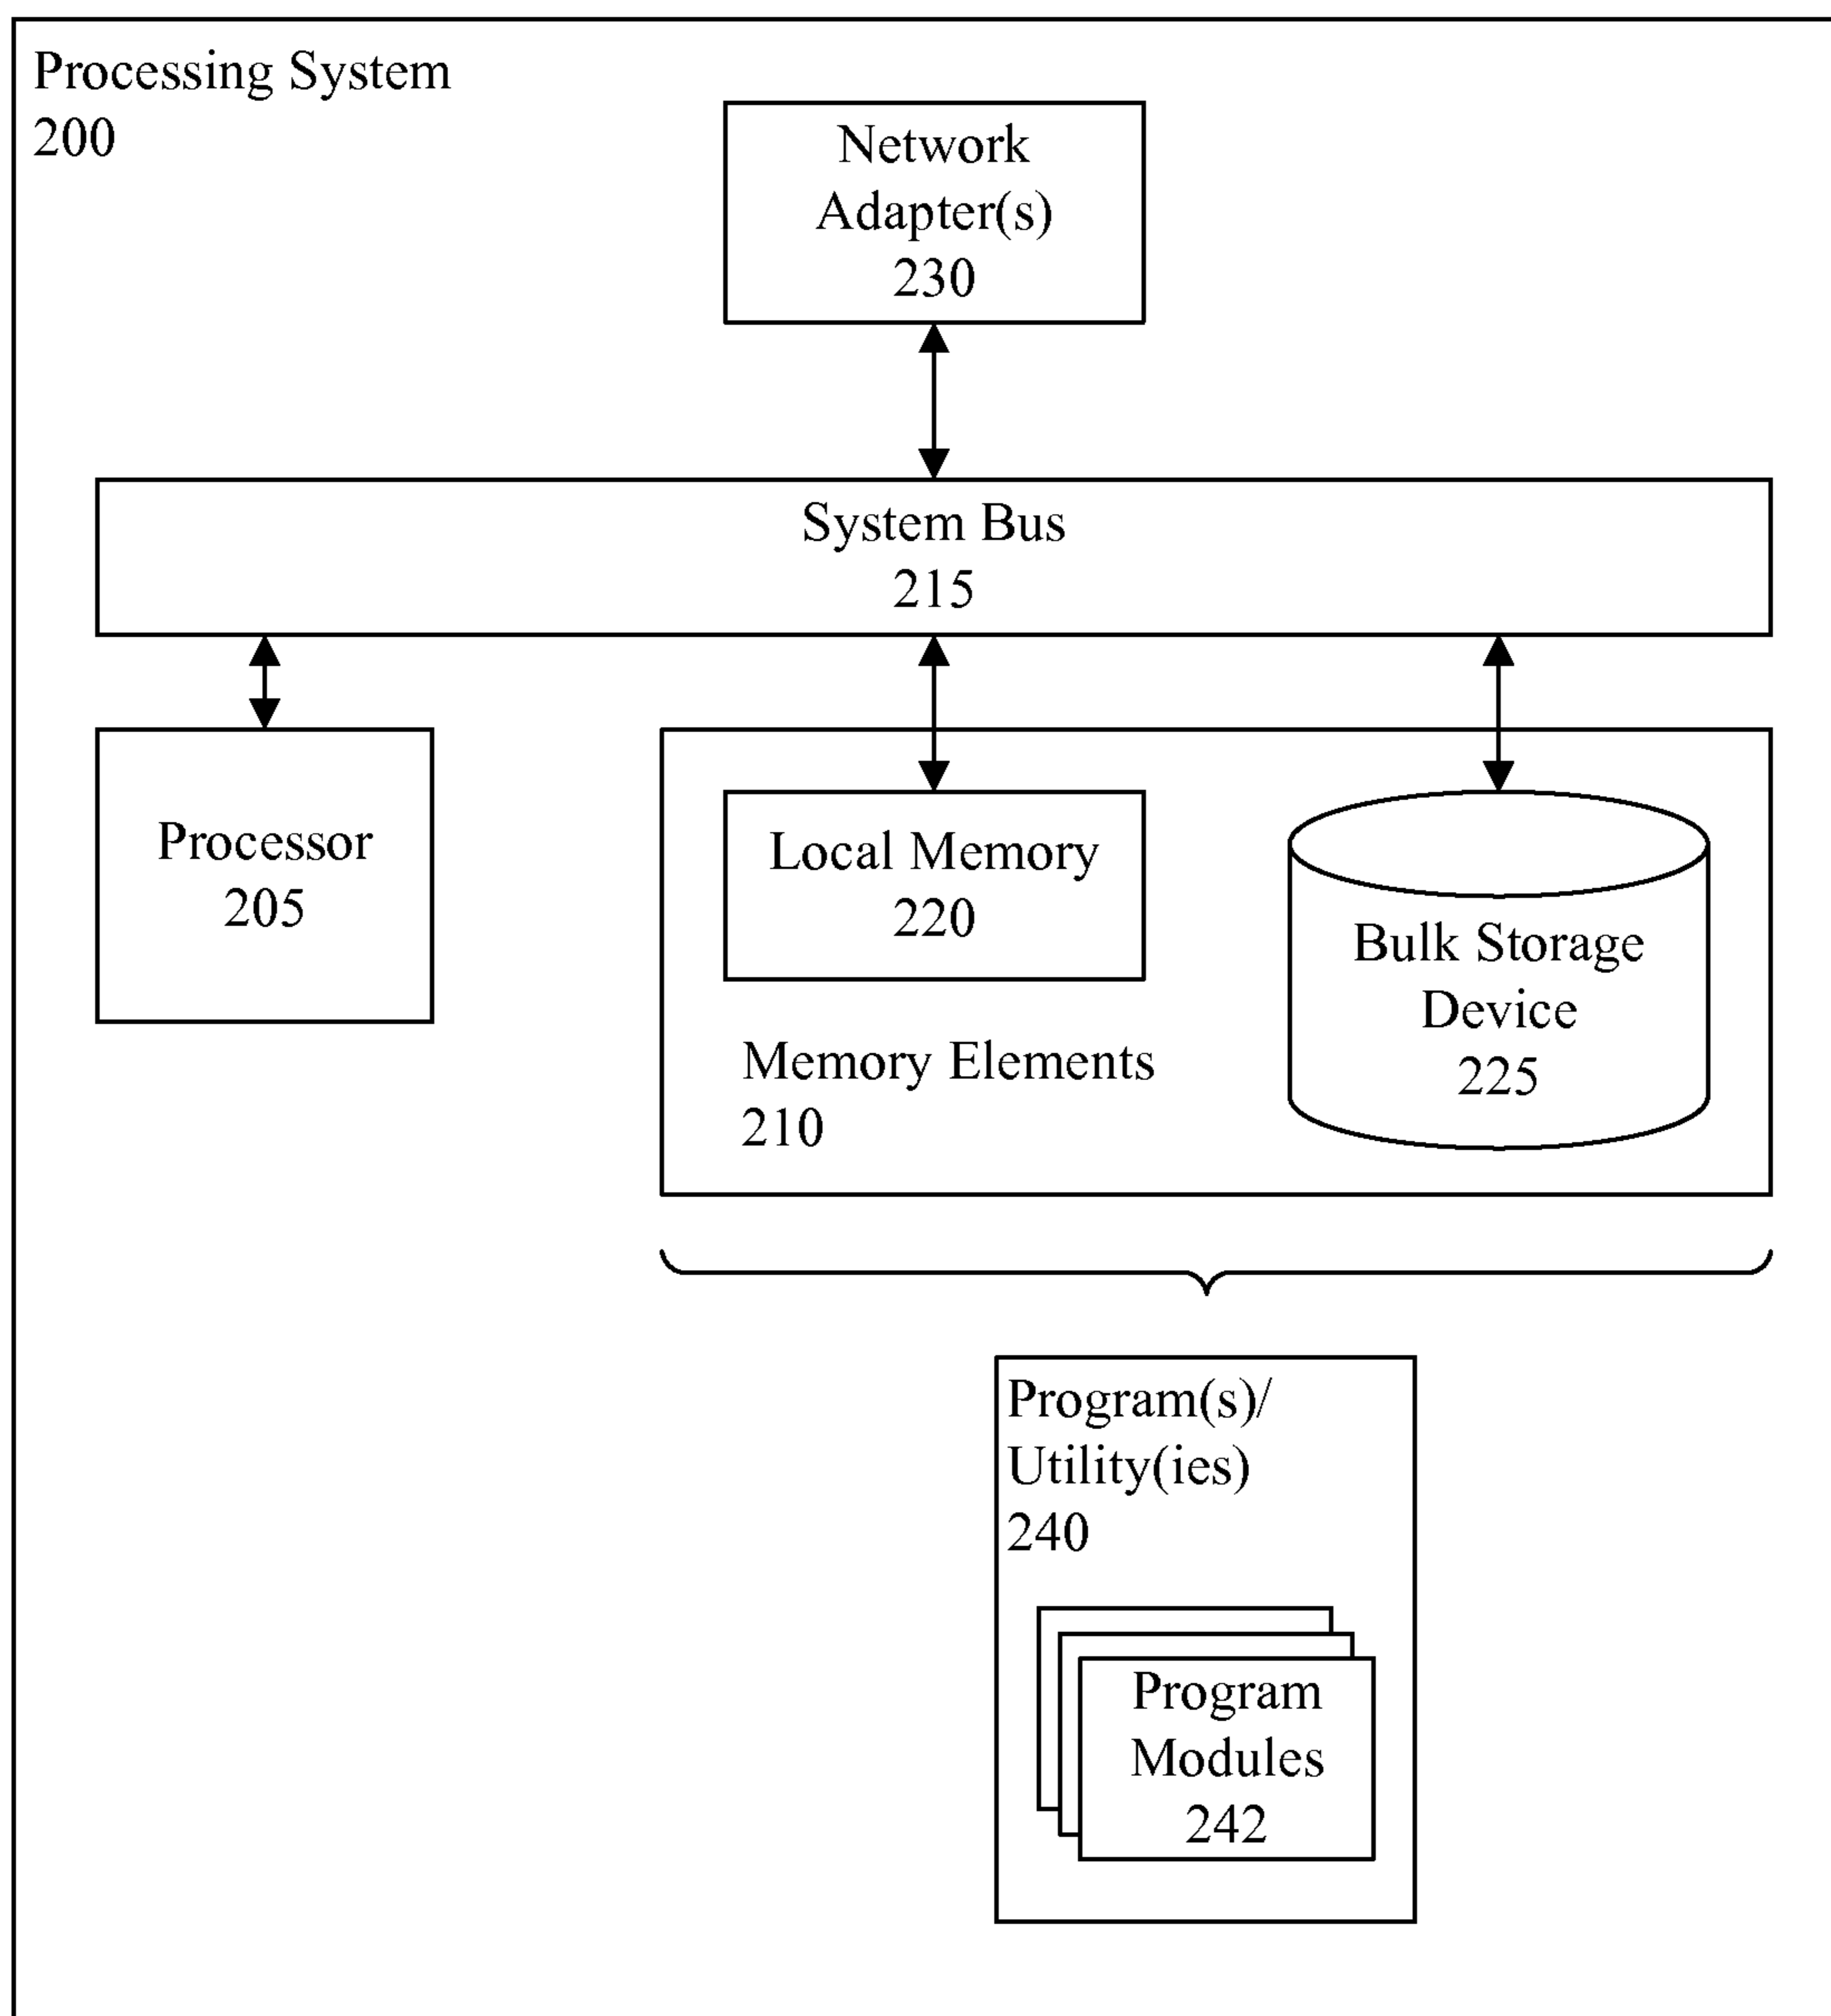 Processing System
200
Network
Adapter(s)
230
System Bus
215
Processor
205
Local Memory
220
Memory Elements
210
Bulk Storage
Device
225
Program(s)/
Utility(ies)
240
Program
Modules
242